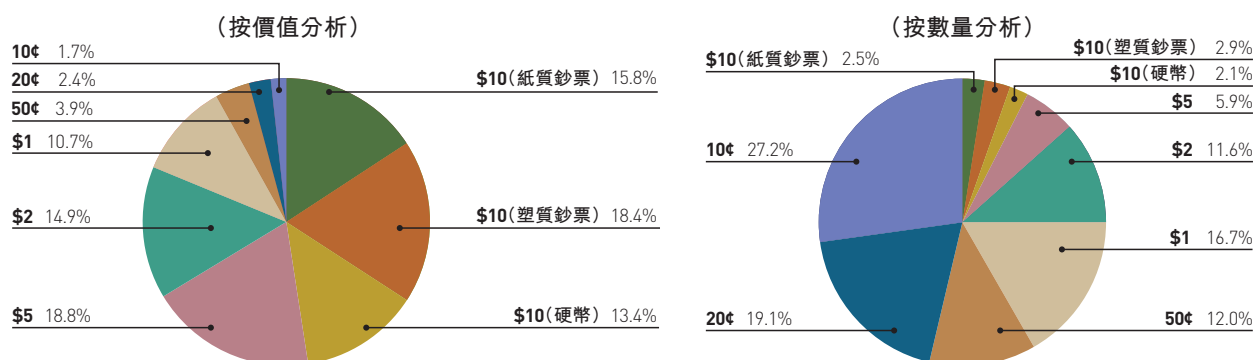 (按價值分析)
10¢ 1.7%
20¢ 2.4%
50¢ 3.9%
$1 10.7%
$2 14.9%
$5 18.8%
$10(紙質鈔票) 15.8%
$10(塑質鈔票) 18.4%
$10(硬幣) 13.4%
(按數量分析)
$10(紙質鈔票) 2.5%
10¢ 27.2%
20¢ 19.1%
$10(塑質鈔票) 2.9%
$10(硬幣) 2.1%
$5 5.9%
$2 11.6%
$1 16.7%
50¢ 12.0%